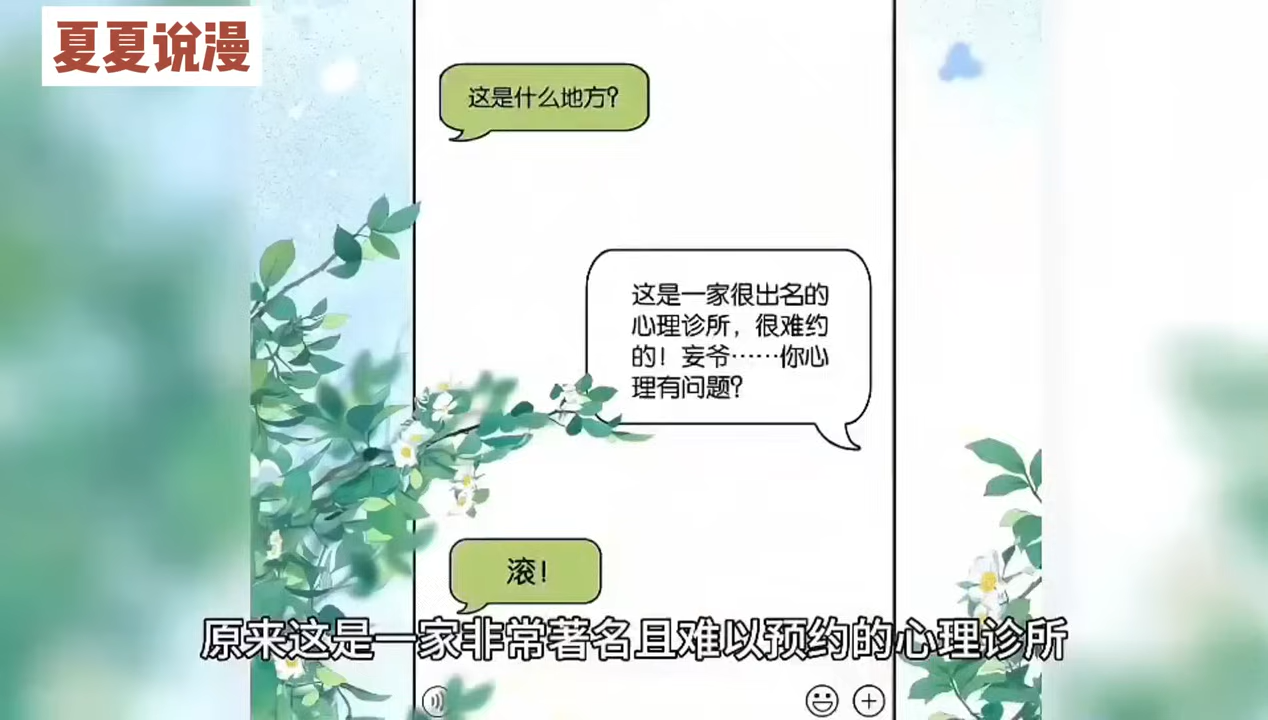 夏夏说漫
这是什么地方?
这是一家很出名的
心理诊所，很难约
的！妄爷……你心
理有问题?
滚!
原来这是一家非常著名且难以预约的心理诊所